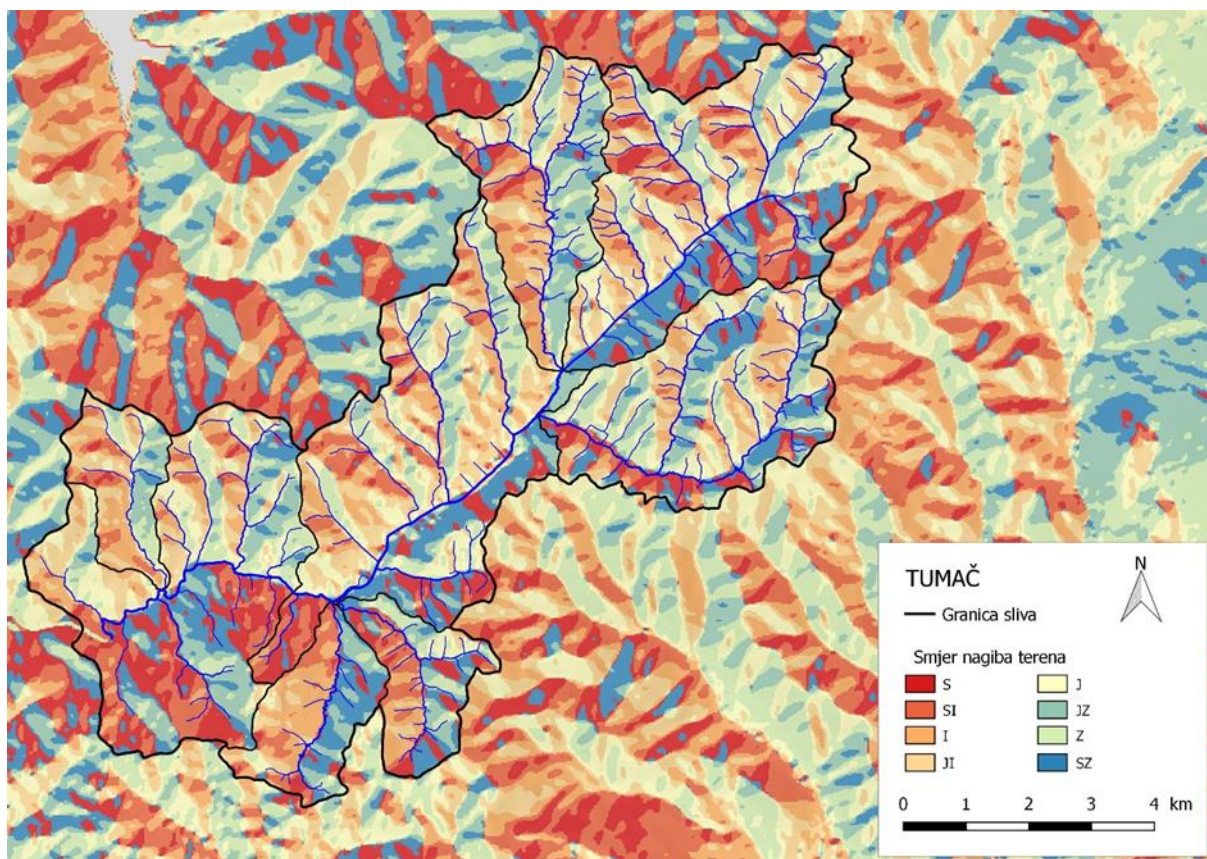 N
TUMAČ
Granica sliva
Smjer nagiba terena
S J
SI JZ
I Z
JI SZ
0 1 2 3 4 km